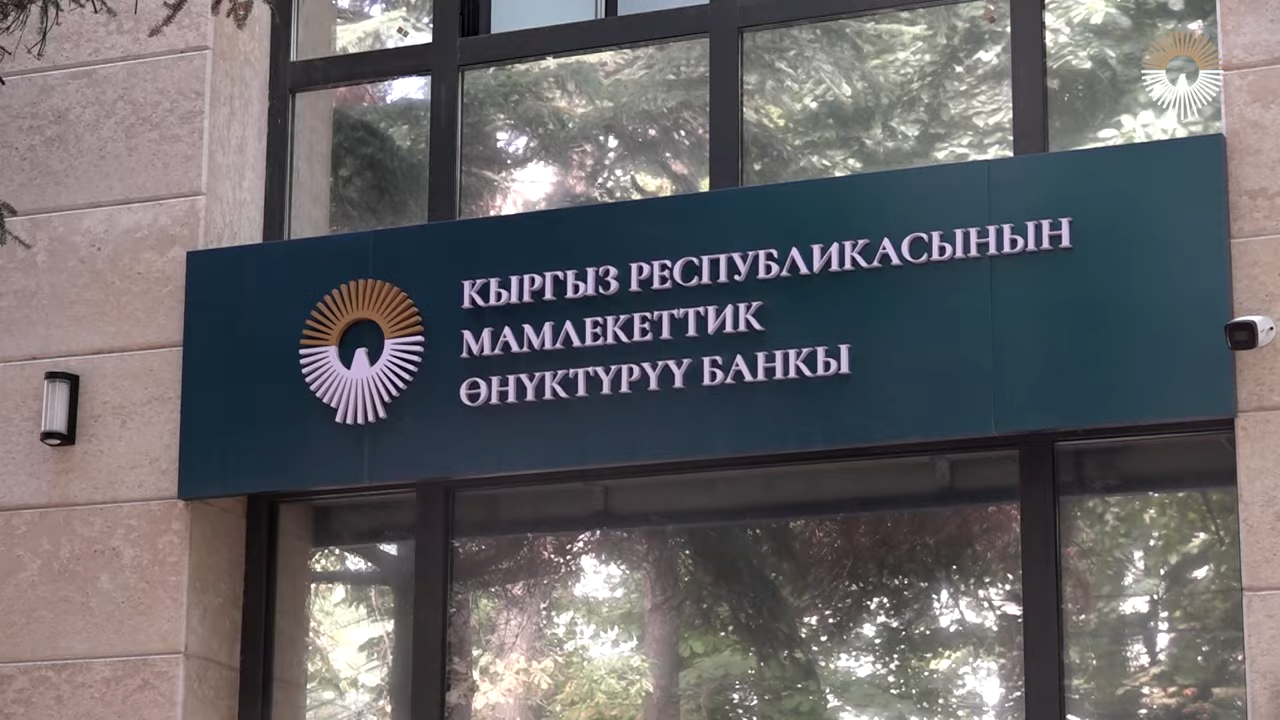 КЫРГЫЗ РЕСПУБЛИКАСЫНЫН
МАМЛЕКЕТТИК
ӨНҮКТҮРҮҮ БАНКЫ